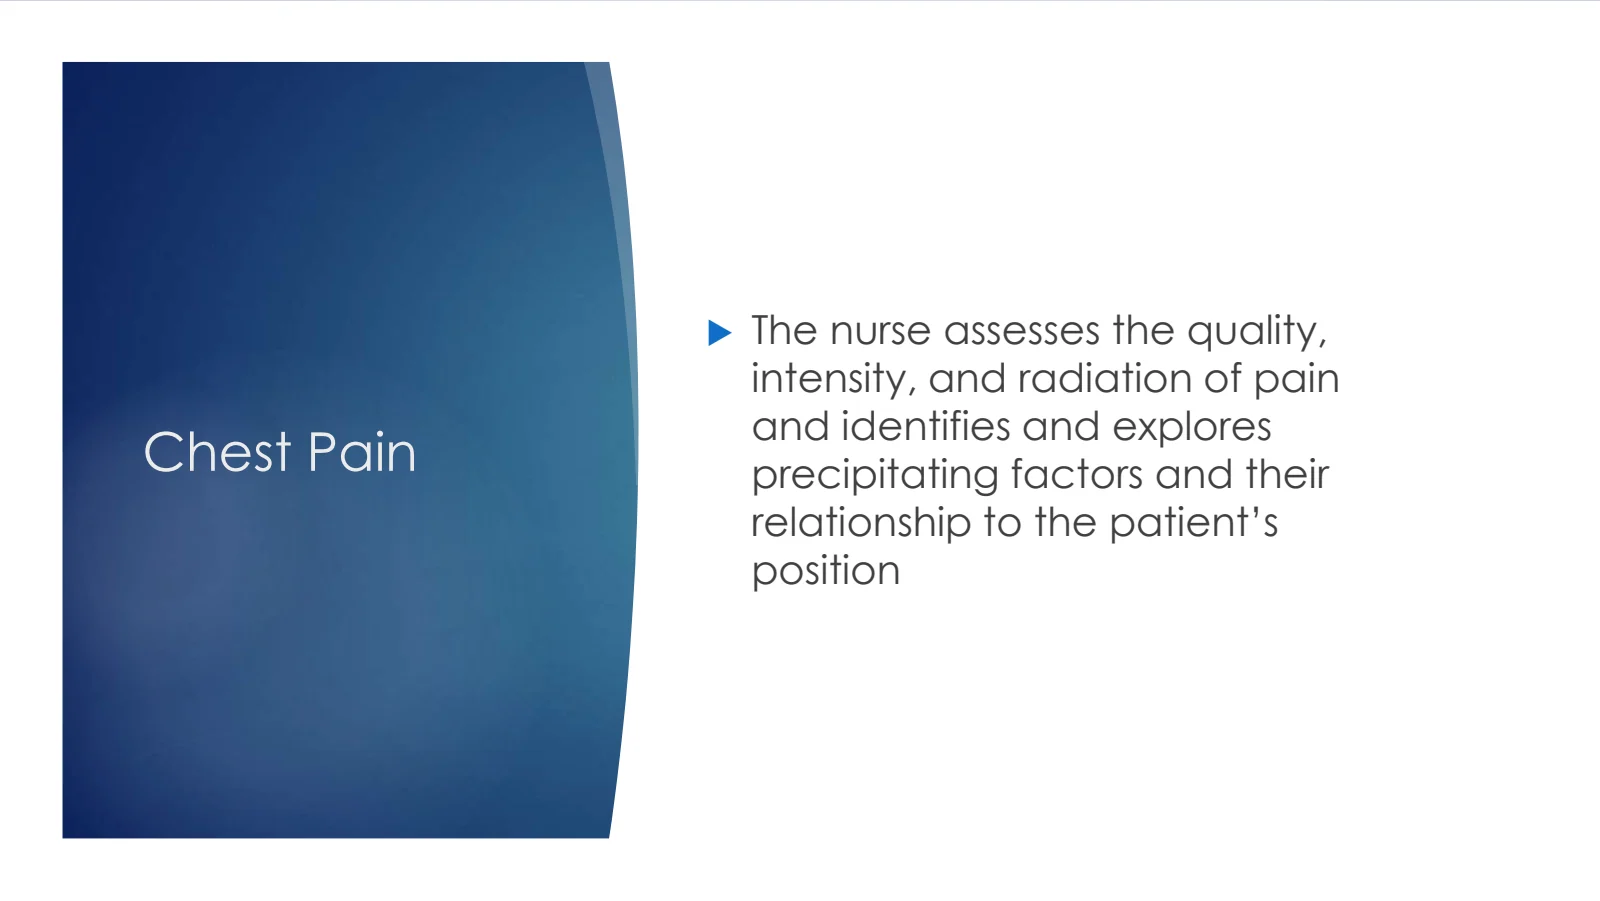 Chest Pain
The nurse assesses the quality,
intensity, and radiation of pain
and identifies and explores
precipitating factors and their
relationship to the patient’s
position